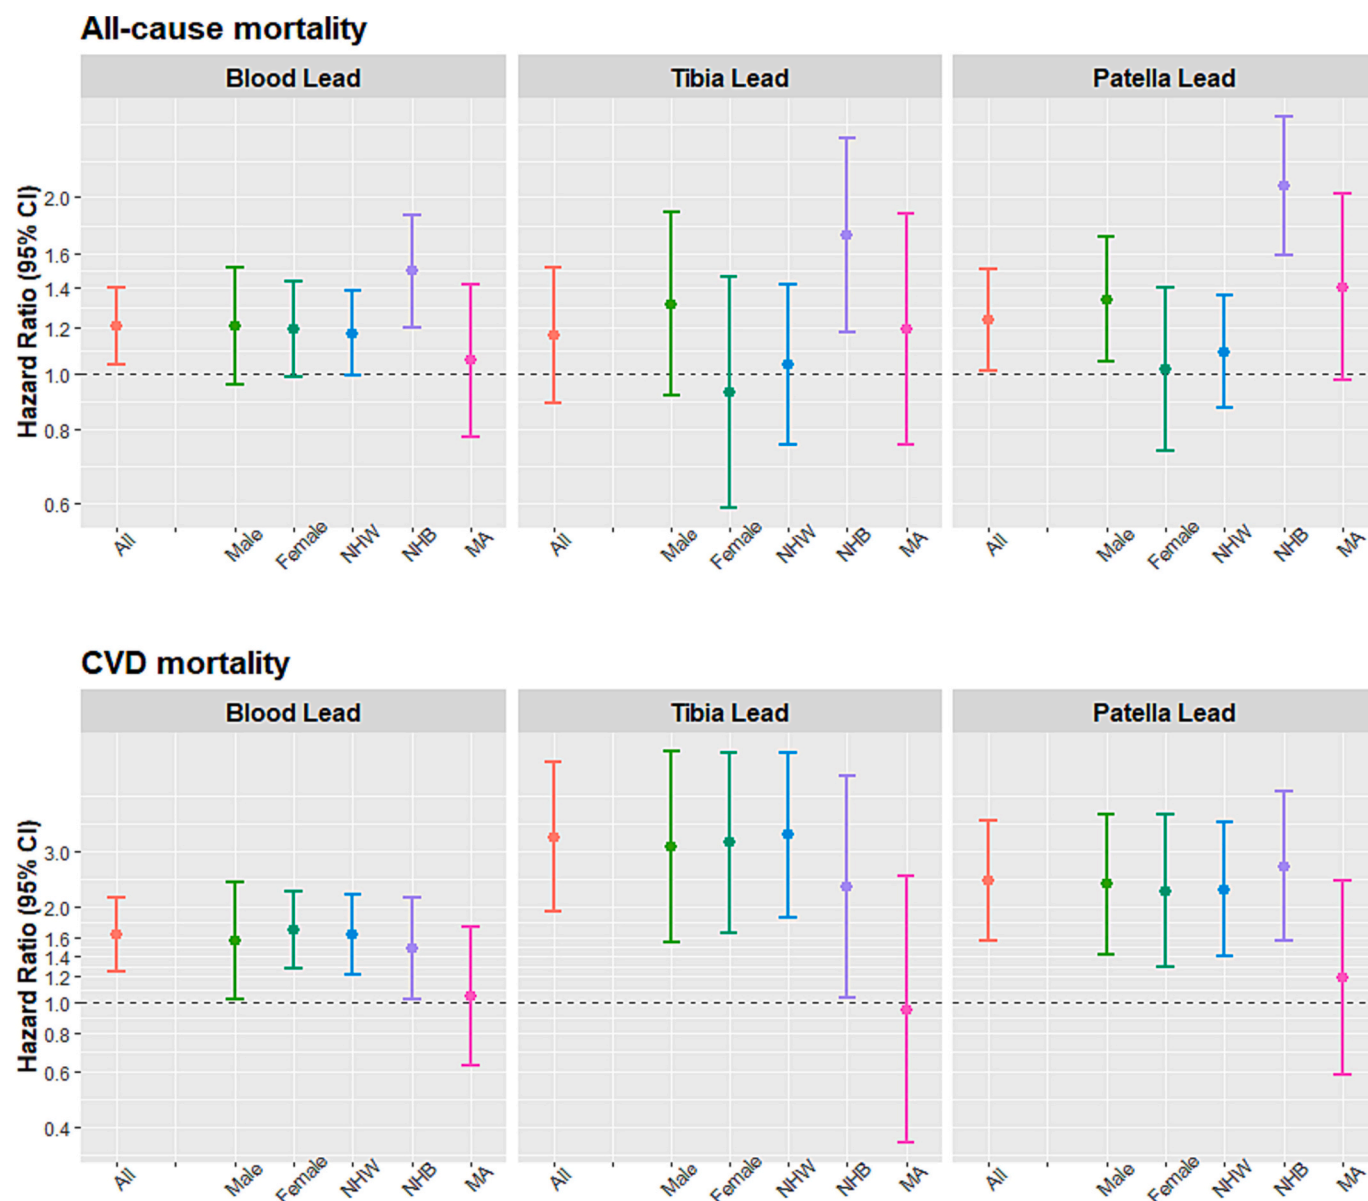 All-cause mortality
Blood Lead Tibia Lead Patella Lead
Hazard Ratio (95% CI)
2.0
1.6
1.4
1.2
1.0
0.8
0.6
All Male Female NHW NHB MA All Male Female NHW NHB MA All Male Female NHW NHB MA
CVD mortality
Blood Lead Tibia Lead Patella Lead
Hazard Ratio (95% CI)
3.0
2.0
1.6
1.4
1.2
1.0
0.8
0.6
0.4
All Male Female NHW NHB MA All Male Female NHW NHB MA All Male Female NHW NHB MA